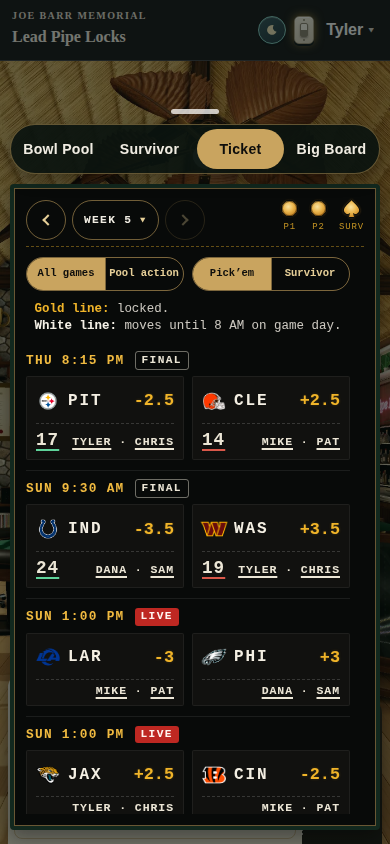 JOE BARR MEMORIAL
Lead Pipe Locks
Tyler
Bowl Pool Survivor Ticket Big Board
WEEK 5
P1 P2 SURV
All games Pool action Pick'em Survivor
Gold line: locked.
White line: moves until 8 AM on game day.
THU 8:15 PM FINAL
PIT -2.5 CLE +2.5
17 TYLER · CHRIS 14 MIKE · PAT
SUN 9:30 AM FINAL
IND -3.5 WAS +3.5
24 DANA · SAM 19 TYLER · CHRIS
SUN 1:00 PM LIVE
LAR -3 PHI +3
MIKE · PAT DANA · SAM
SUN 1:00 PM LIVE
JAX +2.5 CIN -2.5
TYLER · CHRIS MIKE · PAT